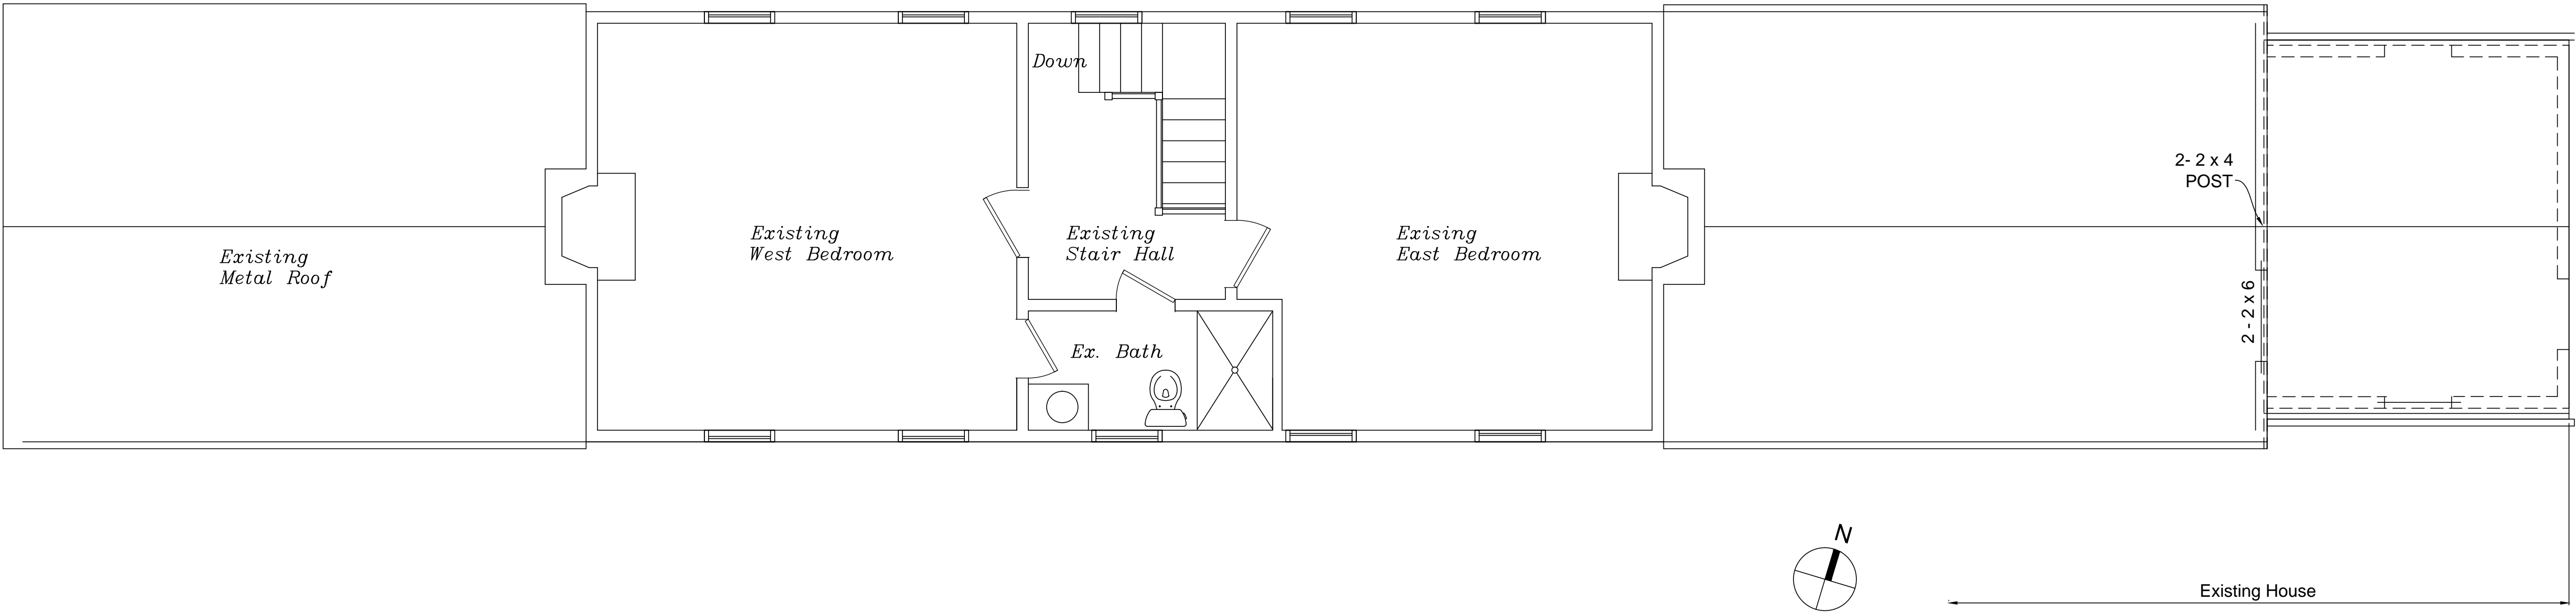 Down
2- 2 x 4
POST
Existing
West Bedroom
Existing
Stair Hall
Exising
East Bedroom
Existing
Metal Roof
2 - 2 x 6
Ex. Bath
N
Existing House